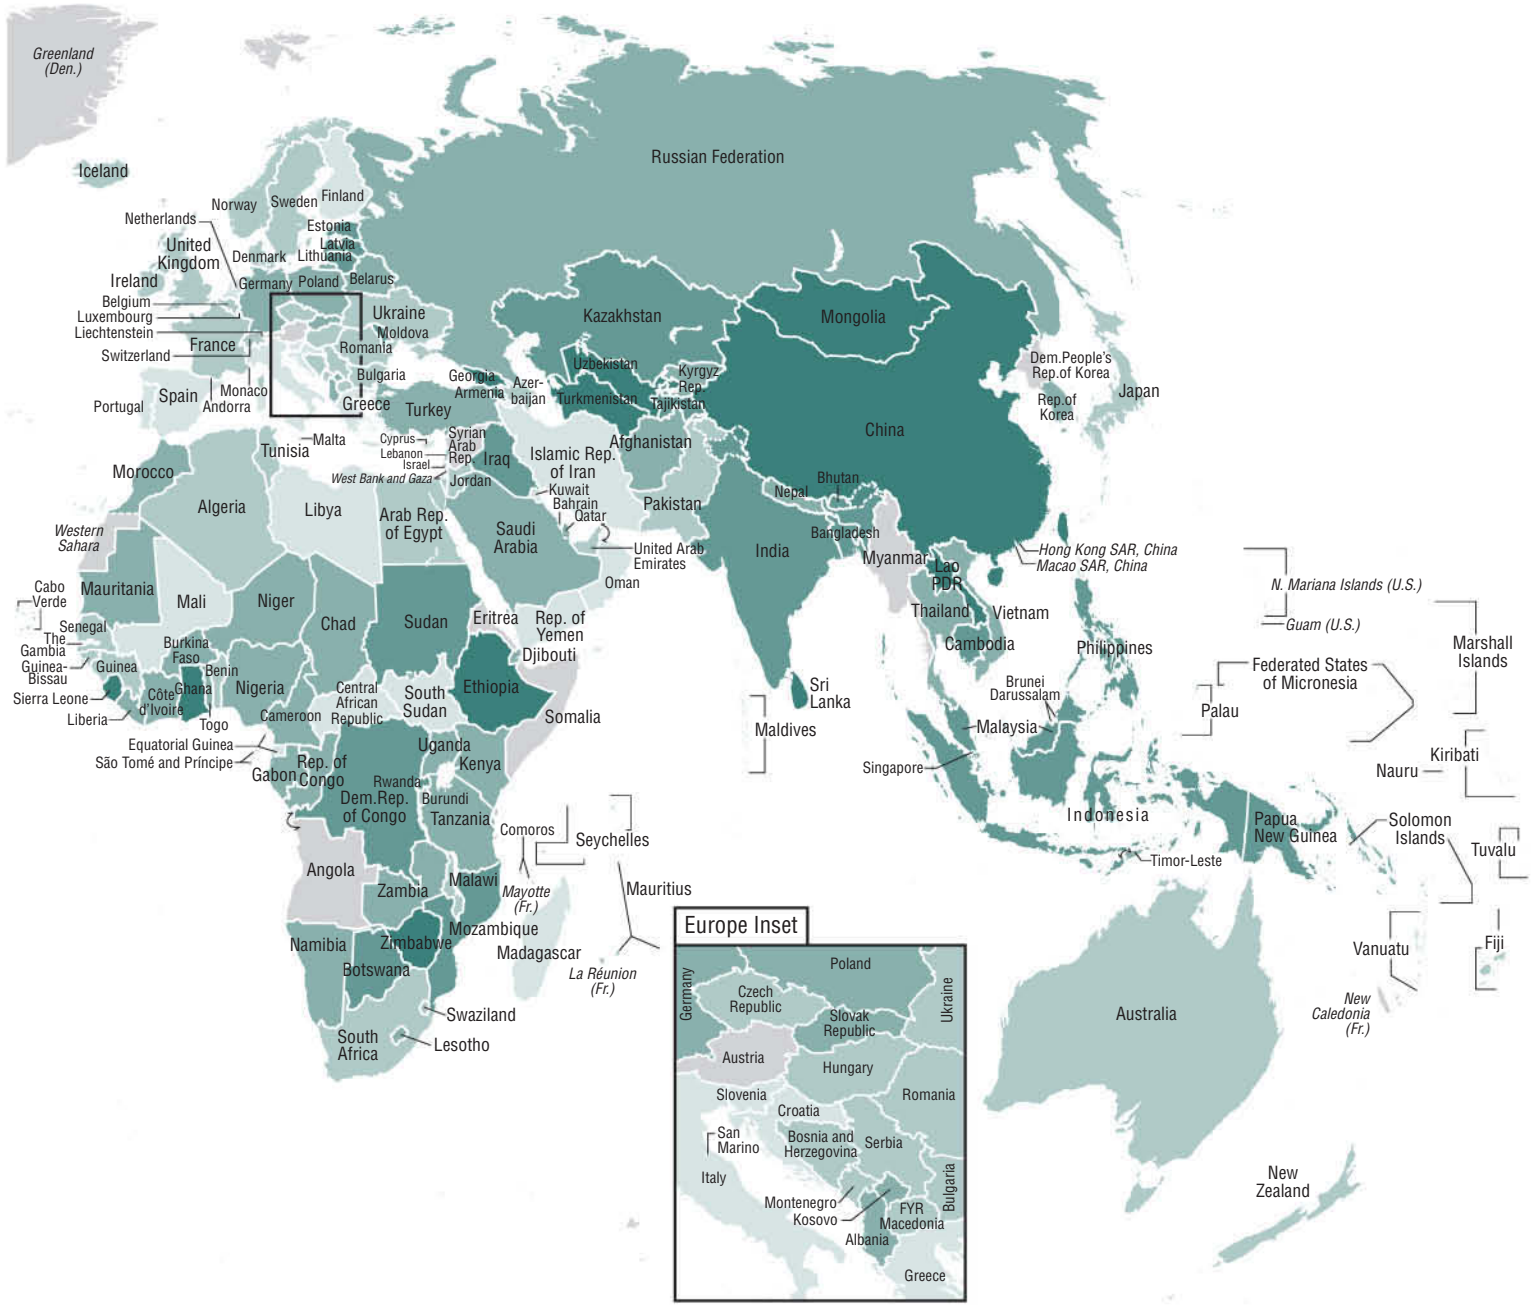 Greenland
(Den.)
Iceland
Norway
Sweden
Finland
Russian Federation
Netherlands
Estonia
United
Kingdom
Denmark
Latvia
Lithuania
Ireland
Germany
Poland
Belarus
Belgium
Luxembourg
Ukraine
Liechtenstein
Moldova
France
Romania
Switzerland
Kazakhstan
Mongolia
Spain
Monaco
Bulgaria
Georgia
Armenia
Azer-
baijan
Uzbekistan
Kyrgyz
Rep.
Turkmenistan
Tajikistan
Dem.People's
Rep.of Korea
Rep.of
Korea
Japan
Portugal
Andorra
Greece
Turkey
China
Malta
Tunisia
Cyprus
Lebanon
Israel
West Bank and Gaza
Syrian
Arab
Rep.
Iraq
Jordan
Islamic Rep.
of Iran
Afghanistan
Morocco
Kuwait
Bahrain
Qatar
Pakistan
Nepal
Bhutan
Algeria
Libya
Arab Rep.
of Egypt
Saudi
Arabia
United Arab
Emirates
Oman
India
Bangladesh
Myanmar
Hong Kong SAR, China
Macao SAR, China
Lao
PDR
Western
Sahara
Cabo
Verde
Mauritania
Mali
Niger
Chad
Sudan
Eritrea
Rep. of
Yemen
Djibouti
Thailand
Vietnam
Cambodia
Philippines
N. Mariana Islands (U.S.)
Guam (U.S.)
Marshall
Islands
Federated States
of Micronesia
Palau
Senegal
The
Gambia
Guinea-
Bissau
Guinea
Burkina
Faso
Benin
Sierra Leone
Côte
d'Ivoire
Ghana
Nigeria
Liberia
Togo
Central
African
Republic
South
Sudan
Ethiopia
Somalia
Cameroon
Equatorial Guinea
São Tomé and Príncipe
Gabon
Rep. of
Congo
Uganda
Kenya
Rwanda
Dem.Rep.
of Congo
Burundi
Tanzania
Sri
Lanka
Maldives
Brunei
Darussalam
Malaysia
Singapore
Indonesia
Kiribati
Nauru
Papua
New Guinea
Solomon
Islands
Tuvalu
Timor-Leste
Comoros
Seychelles
Angola
Zambia
Malawi
Mayotte
(Fr.)
Mauritius
Mozambique
Madagascar
La Réunion
(Fr.)
Zimbabwe
Namibia
Botswana
Swaziland
South
Africa
Lesotho
Vanuatu
Fiji
New
Caledonia
(Fr.)
Australia
New
Zealand
Europe Inset
Germany
Poland
Czech
Republic
Ukraine
Slovak
Republic
Austria
Hungary
Slovenia
Romania
Croatia
San
Marino
Bosnia and
Herzegovina
Serbia
Italy
Bulgaria
Montenegro
Kosovo
FYR
Macedonia
Albania
Greece